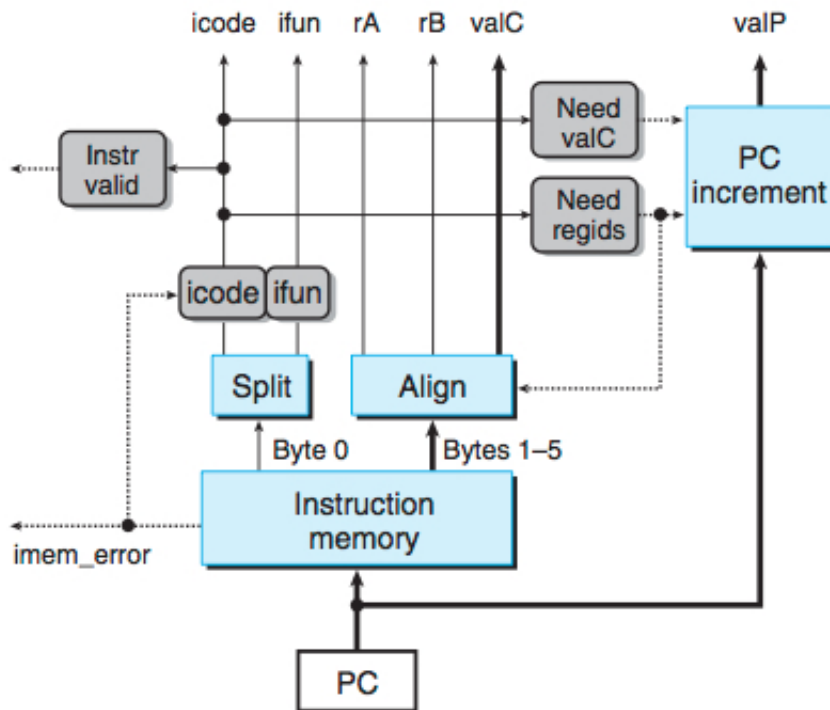 icode ifun rA rB valC valP
Need
valC
Instr
valid
PC
increment
Need
regids
icode ifun
Split
Align
Byte 0
Bytes 1–5
Instruction
memory
imem_error
PC